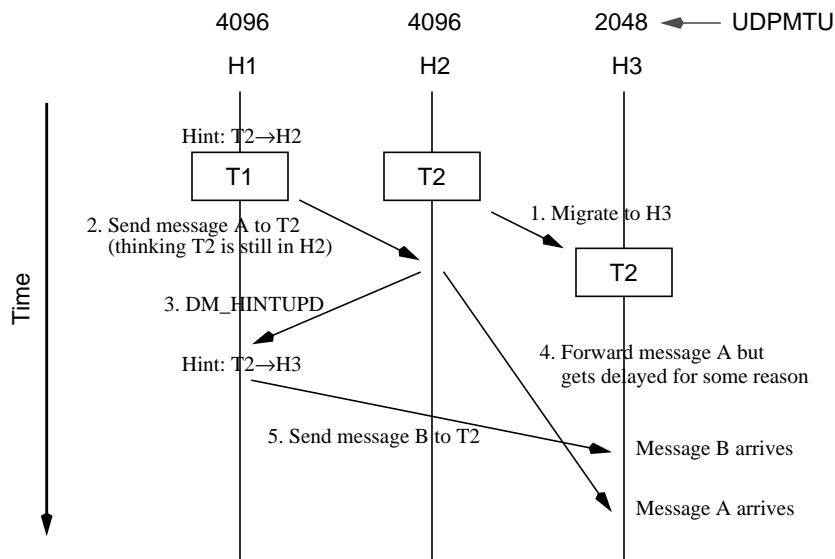 4096 4096 2048 UDPMTU
H1 H2 H3
Hint: T2→H2
T1 T2
2. Send message A to T2
(thinking T2 is still in H2)
1. Migrate to H3
T2
Time
3. DM_HINTUPD
Hint: T2→H3
4. Forward message A but
gets delayed for some reason
5. Send message B to T2
Message B arrives
Message A arrives